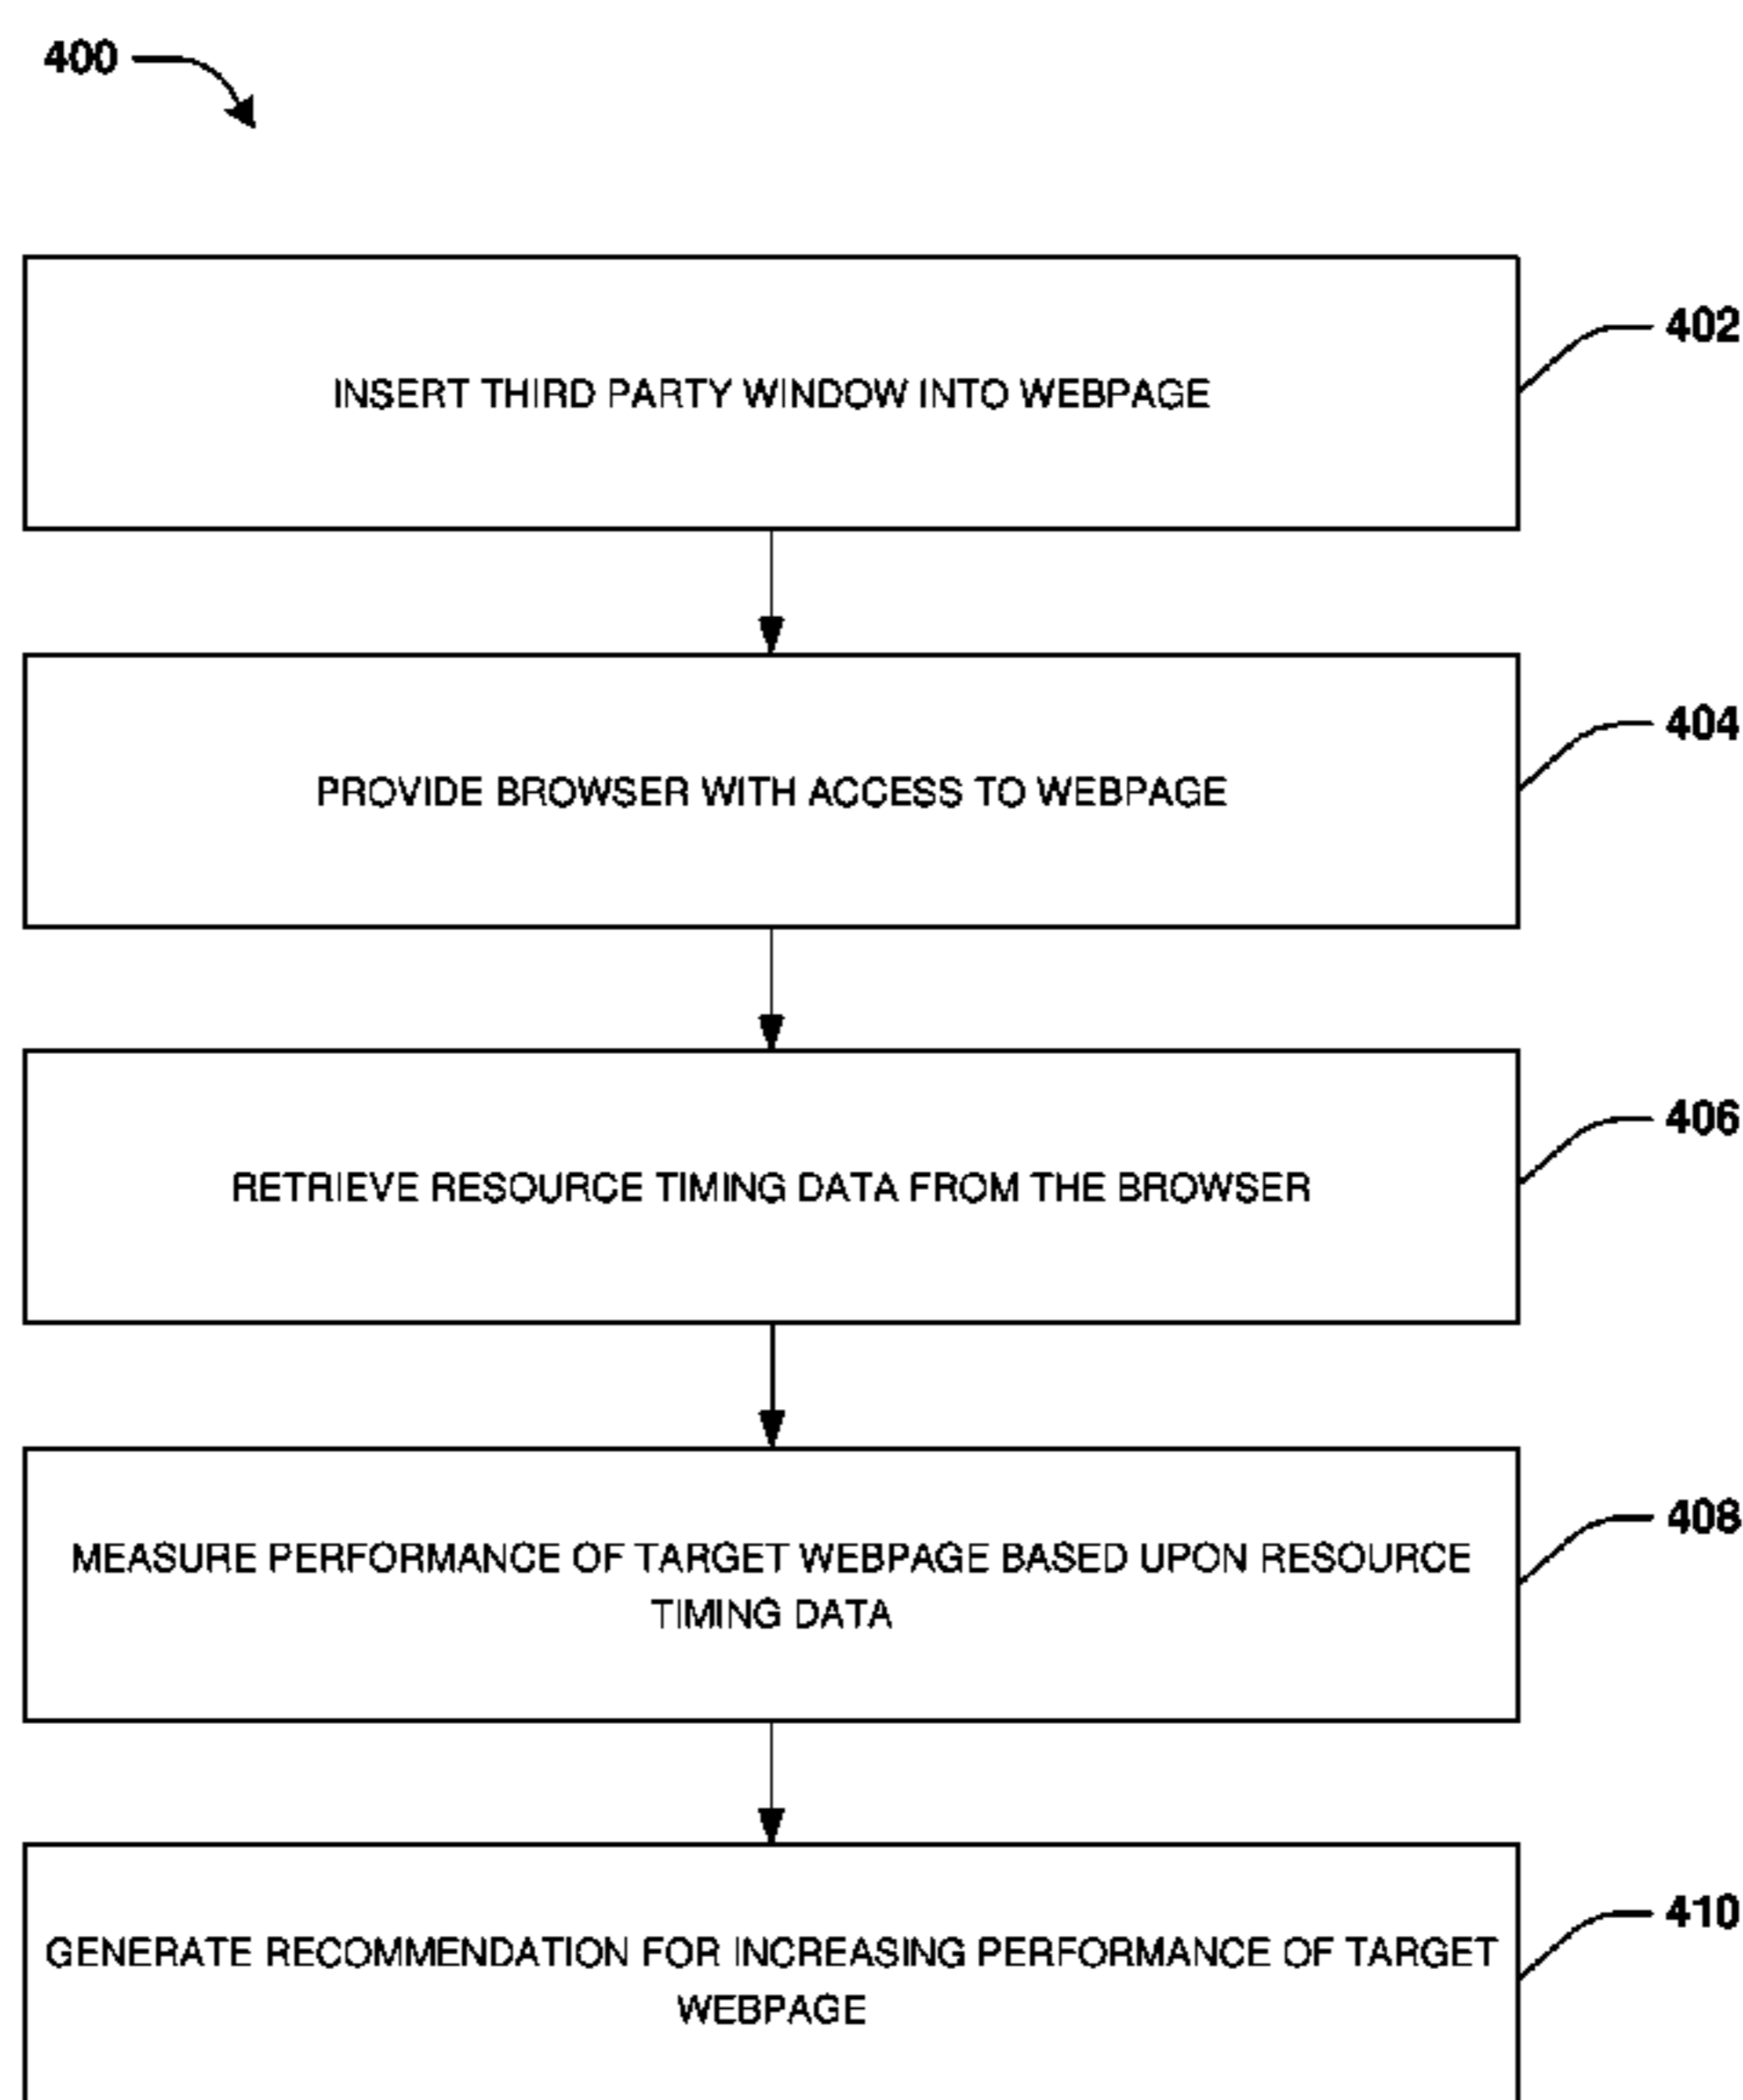 400
INSERT THIRD PARTY WINDOW INTO WEBPAGE
402
PROVIDE BROWSER WITH ACCESS TO WEBPAGE
404
RETRIEVE RESOURCE TIMING DATA FROM THE BROWSER
406
MEASURE PERFORMANCE OF TARGET WEBPAGE BASED UPON RESOURCE
TIMING DATA
408
GENERATE RECOMMENDATION FOR INCREASING PERFORMANCE OF TARGET
WEBPAGE
410